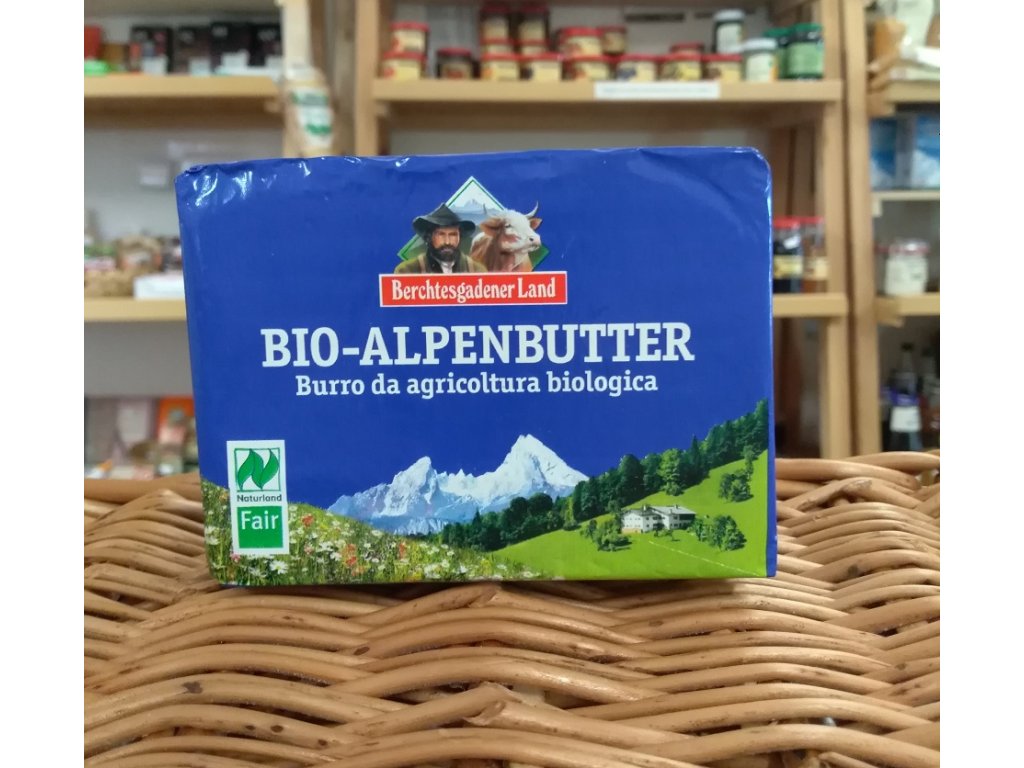 Berchtesgadener Land
BIO-ALPENBUTTER
Burro da agricoltura biologica
Naturland
Fair